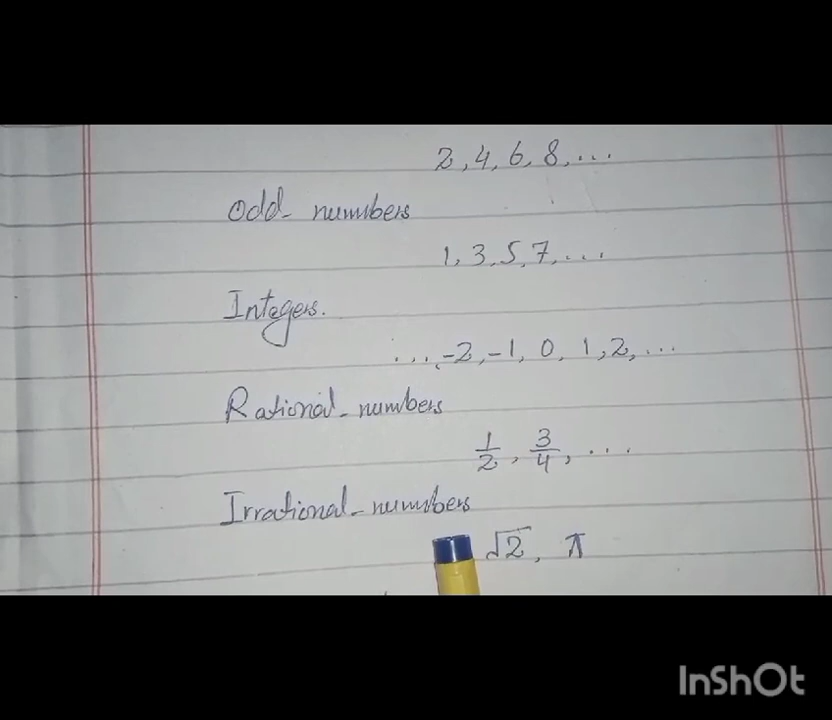 2, 4, 6, 8, ...
Odd numbers
1, 3, 5, 7, ...
Integers.
..., -2, -1, 0, 1, 2, ...
Rational numbers
1/2, 3/4, ...
Irrational numbers
√2, π
InShOt